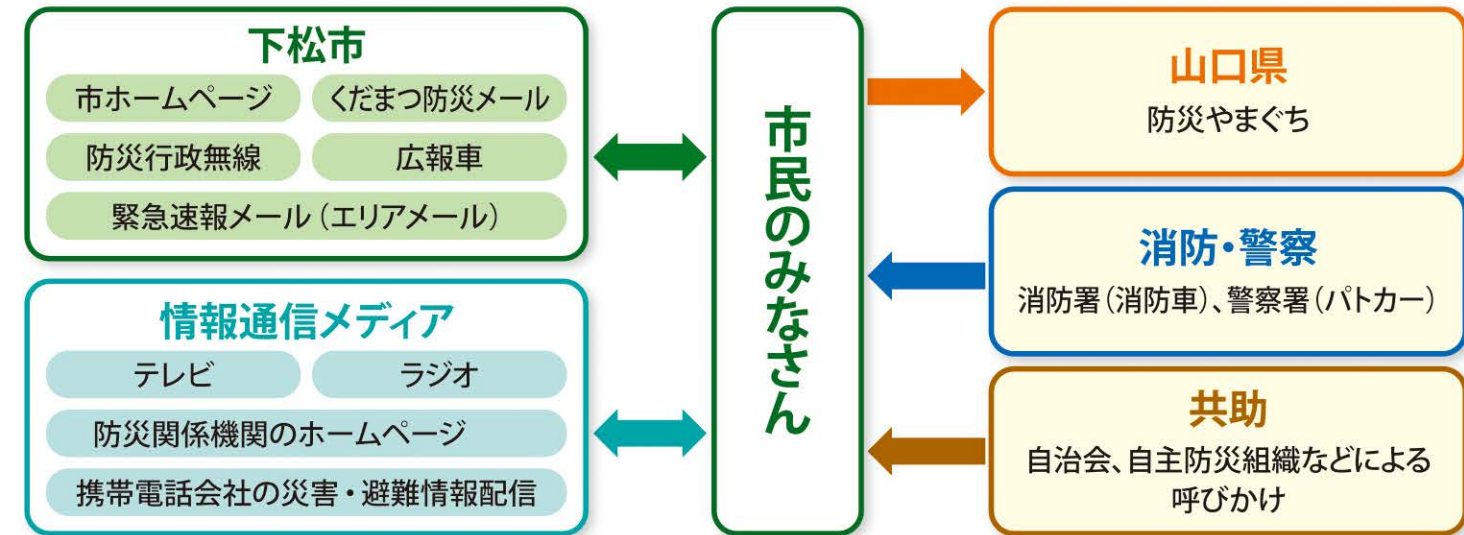 下松市
市ホームページ
くだまつ防災メール
防災行政無線
広報車
緊急速報メール（エリアメール）
情報通信メディア
テレビ
ラジオ
防災関係機関のホームページ
携帯電話会社の災害・避難情報配信
市民のみなさん
山口県
防災やまぐち
消防・警察
消防署（消防車）、警察署（パトカー）
共助
自治会、自主防災組織などによる
呼びかけ